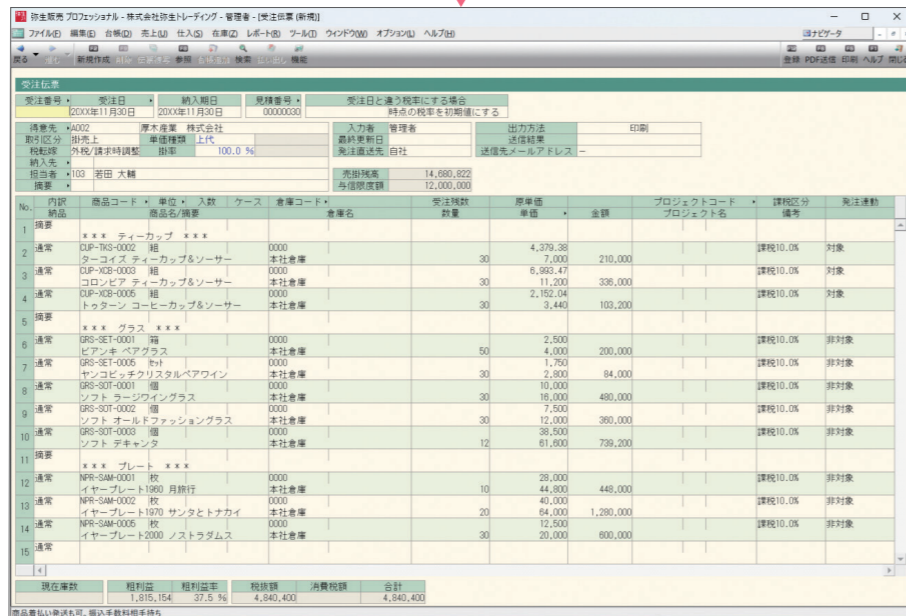 弥生販売 プロフェッショナル - 株式会社弥生トレーディング - 管理者 - [受注伝票 (新規)]
ファイル(F) 編集(E) 台帳(D) 売上(U) 仕入(S) 在庫(Z) レポート(R) ツール(T) ウィンドウ(W) オプション(L) ヘルプ(H) ナビゲータ
戻る 進む 新規作成 削除 伝票複写 参照 検索 機能 登録 PDF送信 印刷 ヘルプ 閉じる
受注伝票
受注番号 受注日 納入期日 見積番号 受注日と違う税率にする場合
20XX年11月30日 20XX年11月30日 00000030 時点の税率を初期値にする
得意先 A002 厚木産業 株式会社 入力者 管理者 出力方法 印刷
取引区分 掛売上 単価種類 上代 最終更新日 送信結果
税転嫁 外税/請求時調整 掛率 100.0 % 発注直送先 自社 送信先メールアドレス -
納入先
担当者 103 若田 大輔 売掛残高 14,680,822
摘要 与信限度額 12,000,000
No. 内訳 商品コード 単位 入数 ケース 倉庫コード 受注残数 原単価 プロジェクトコード 課税区分 発注連動
納品 商品名/摘要 倉庫名 数量 単価 金額 プロジェクト名 備考
1 摘要
*** ティーカップ ***
2 通常 CUP-TKS-0002 組 0000 4,379.38 課税10.0% 対象
ターコイズ ティーカップ&ソーサー 本社倉庫 30 7,000 210,000
3 通常 CUP-XCB-0003 組 0000 6,993.47 課税10.0% 対象
コロンビア ティーカップ&ソーサー 本社倉庫 30 11,200 336,000
4 通常 CUP-XCB-0005 組 0000 2,152.04 課税10.0% 対象
トゥターン コーヒーカップ&ソーサー 本社倉庫 30 3,440 103,200
5 摘要
*** グラス ***
6 通常 GRS-SET-0001 箱 0000 2,500 課税10.0% 非対象
ビアンキ ペアグラス 本社倉庫 50 4,000 200,000
7 通常 GRS-SET-0005 セット 0000 1,750 課税10.0% 非対象
ヤンコビッチクリスタルペアワイン 本社倉庫 30 2,800 84,000
8 通常 GRS-SOT-0001 個 0000 10,000 課税10.0% 非対象
ソフト ラージワイングラス 本社倉庫 30 16,000 480,000
9 通常 GRS-SOT-0002 個 0000 7,500 課税10.0% 非対象
ソフト オールドファッショングラス 本社倉庫 30 12,000 360,000
10 通常 GRS-SOT-0003 個 0000 38,500 課税10.0% 非対象
ソフト デキャンタ 本社倉庫 12 61,600 739,200
11 摘要
*** プレート ***
12 通常 NPR-SAM-0001 枚 0000 28,000 課税10.0% 非対象
イヤープレート1960 月旅行 本社倉庫 10 44,800 448,000
13 通常 NPR-SAM-0002 枚 0000 40,000 課税10.0% 非対象
イヤープレート1970 サンタとトナカイ 本社倉庫 20 64,000 1,280,000
14 通常 NPR-SAM-0005 枚 0000 12,500 課税10.0% 非対象
イヤープレート2000 ノストラダムス 本社倉庫 30 20,000 600,000
15 通常
現在庫数 粗利益 粗利益率 税抜額 消費税額 合計
1,815,154 37.5 % 4,840,400 4,840,400
商品着払い発送も可、振込手数料相手持ち